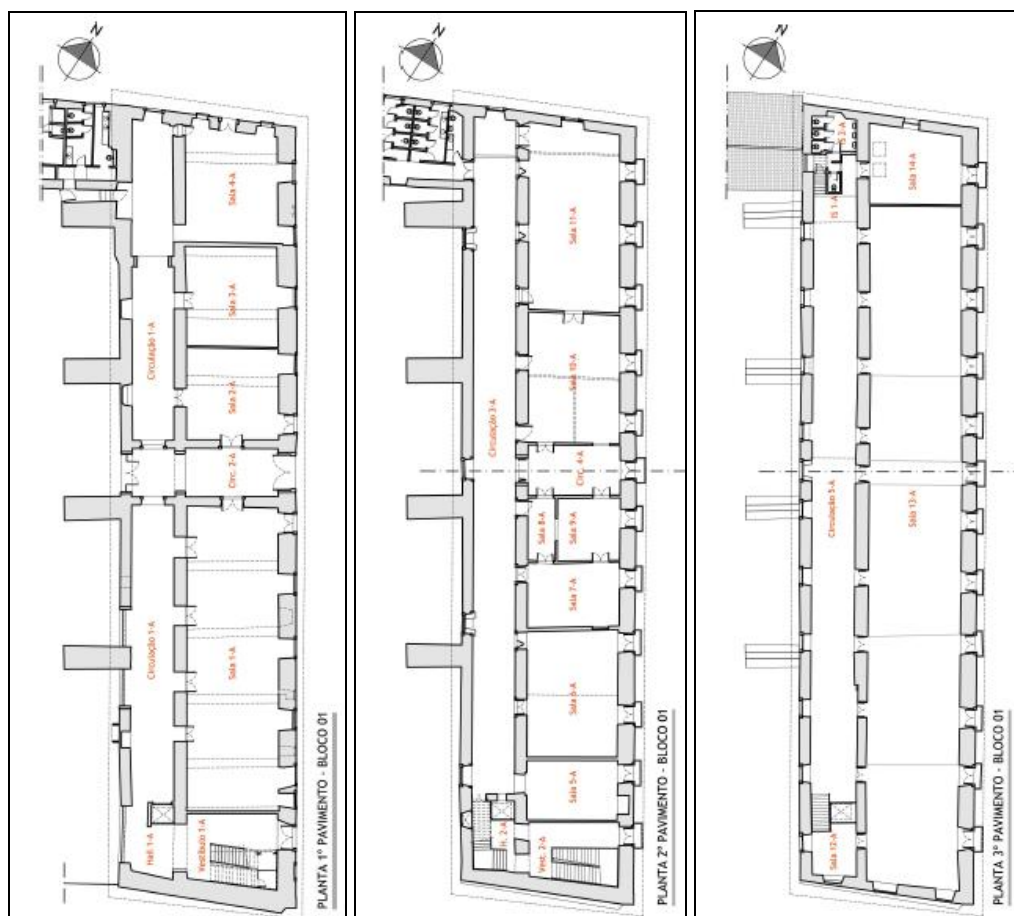 N
Sala 4-A
Sala 3-A
Circulação 1-A
Sala 2-A
Circ. 2-A
Circulação 1-A
Sala 1-A
Hall 1-A
Vestíbulo 1-A
PLANTA 1º PAVIMENTO - BLOCO 01
N
Sala 11-A
Sala 10-A
Circulação 3-A
Circ. 4-A
Sala 8-A
Sala 9-A
Sala 7-A
Sala 6-A
Sala 5-A
H. 2-A
Vest. 2-A
PLANTA 2º PAVIMENTO - BLOCO 01
N
IS 2-A
Sala 14-A
IS 1-A
Circulação 5-A
Sala 13-A
Sala 12-A
PLANTA 3º PAVIMENTO - BLOCO 01